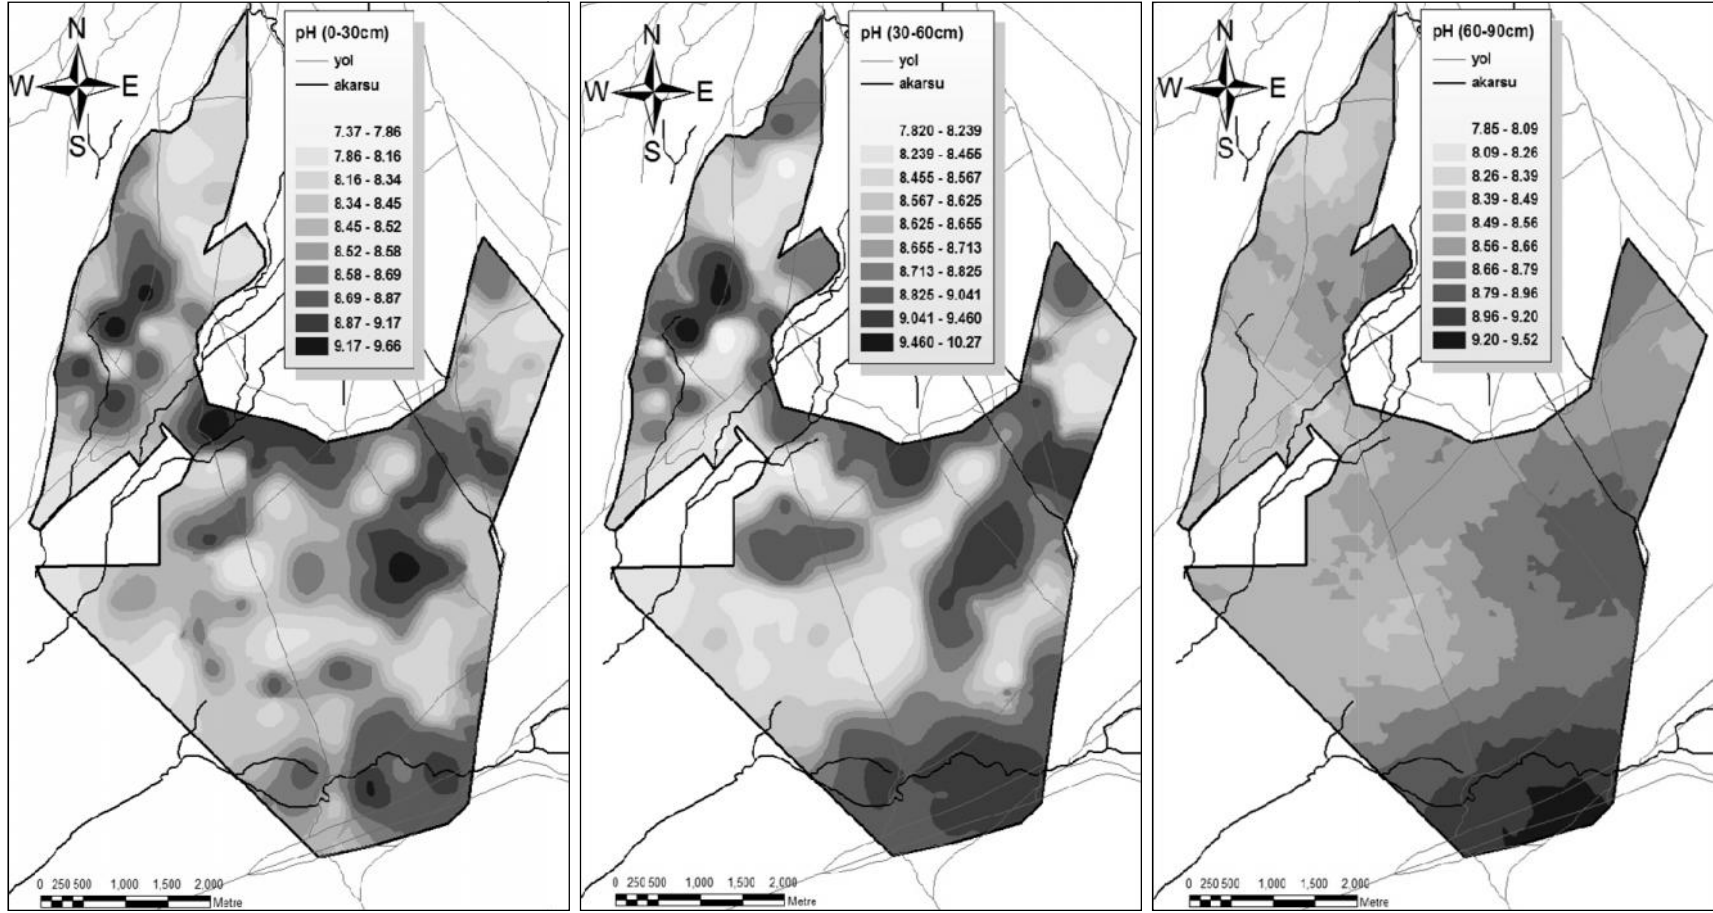 pH (0-30cm)
yol
akarsu
7.37 - 7.86
7.86 - 8.16
8.16 - 8.34
8.34 - 8.45
8.45 - 8.52
8.52 - 8.58
8.58 - 8.69
8.69 - 8.87
8.87 - 9.17
9.17 - 9.66
N
W E
S
0 250 500 1,000 1,500 2,000
Metre
pH (30-60cm)
yol
akarsu
7.820 - 8.239
8.239 - 8.455
8.455 - 8.567
8.567 - 8.625
8.625 - 8.655
8.655 - 8.713
8.713 - 8.825
8.825 - 9.041
9.041 - 9.460
9.460 - 10.27
N
W E
S
0 250 500 1,000 1,500 2,000
Metre
pH (60-90cm)
yol
akarsu
7.85 - 8.09
8.09 - 8.26
8.26 - 8.39
8.39 - 8.49
8.49 - 8.56
8.56 - 8.66
8.66 - 8.79
8.79 - 8.96
8.96 - 9.20
9.20 - 9.52
N
W E
S
0 250 500 1,000 1,500 2,000
Metre